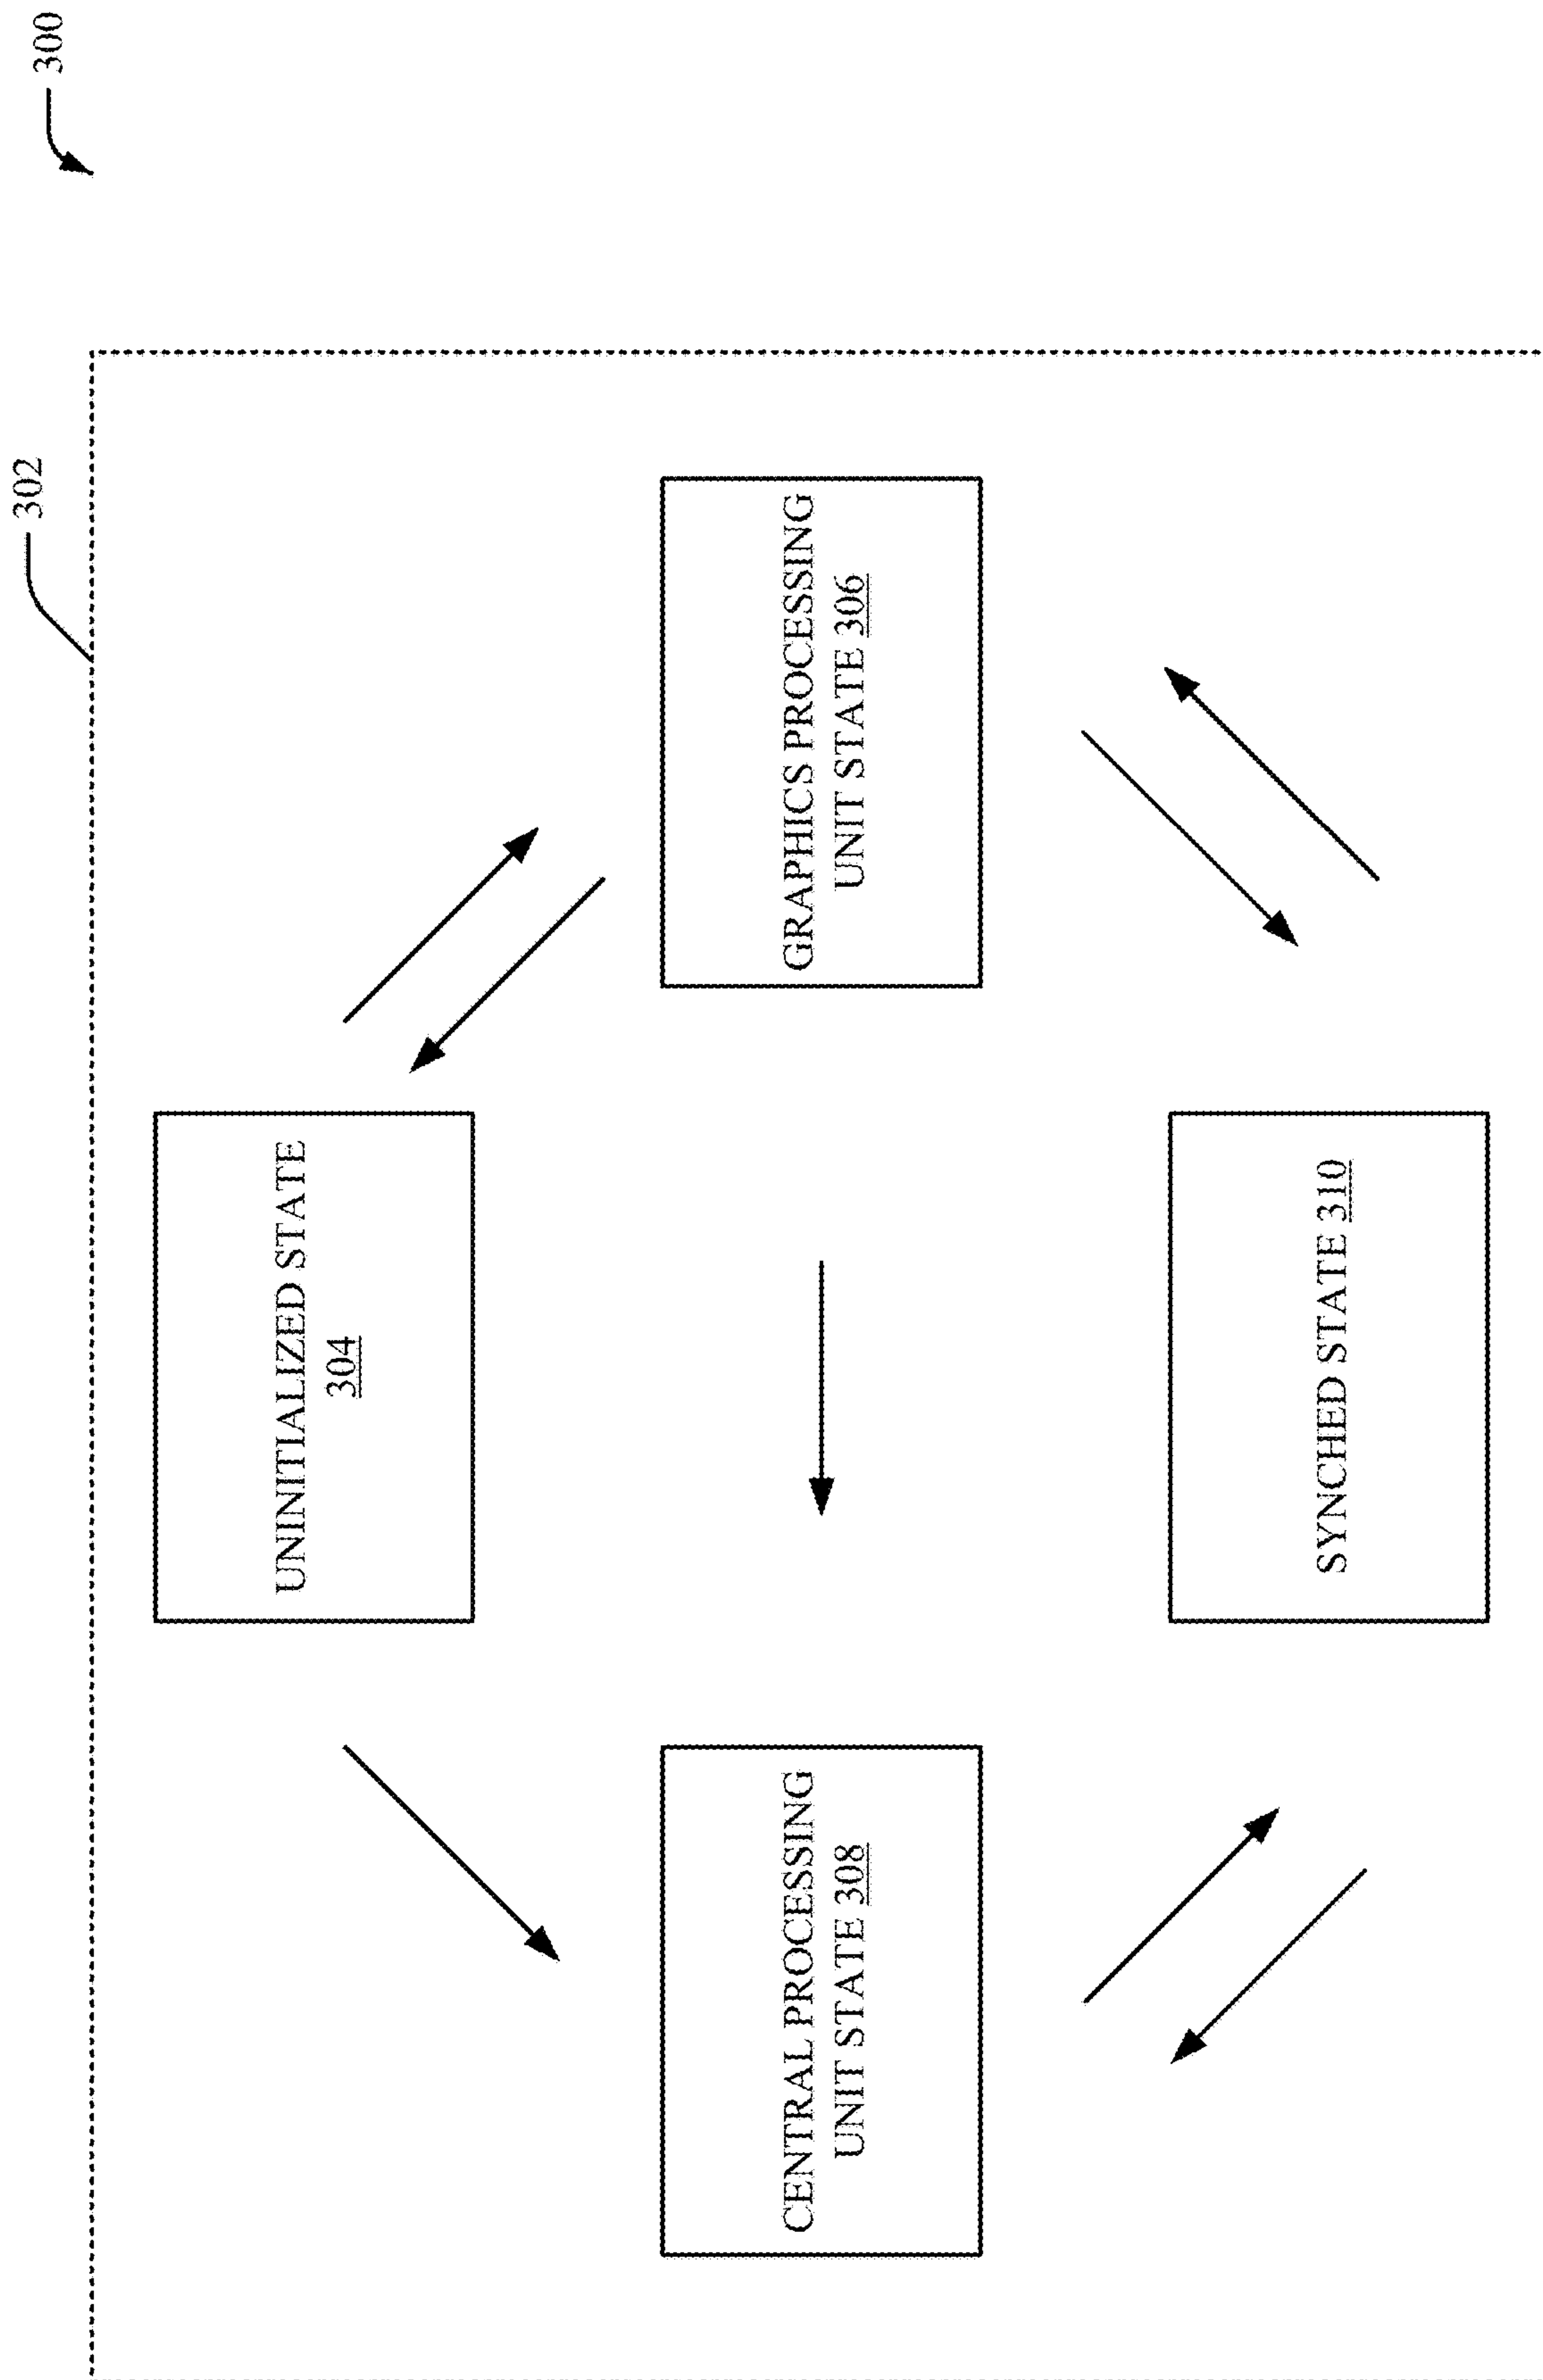 300
302
UNINITIALIZED STATE
304
CENTRAL PROCESSING
UNIT STATE 308
GRAPHICS PROCESSING
UNIT STATE 306
SYNCHED STATE 310